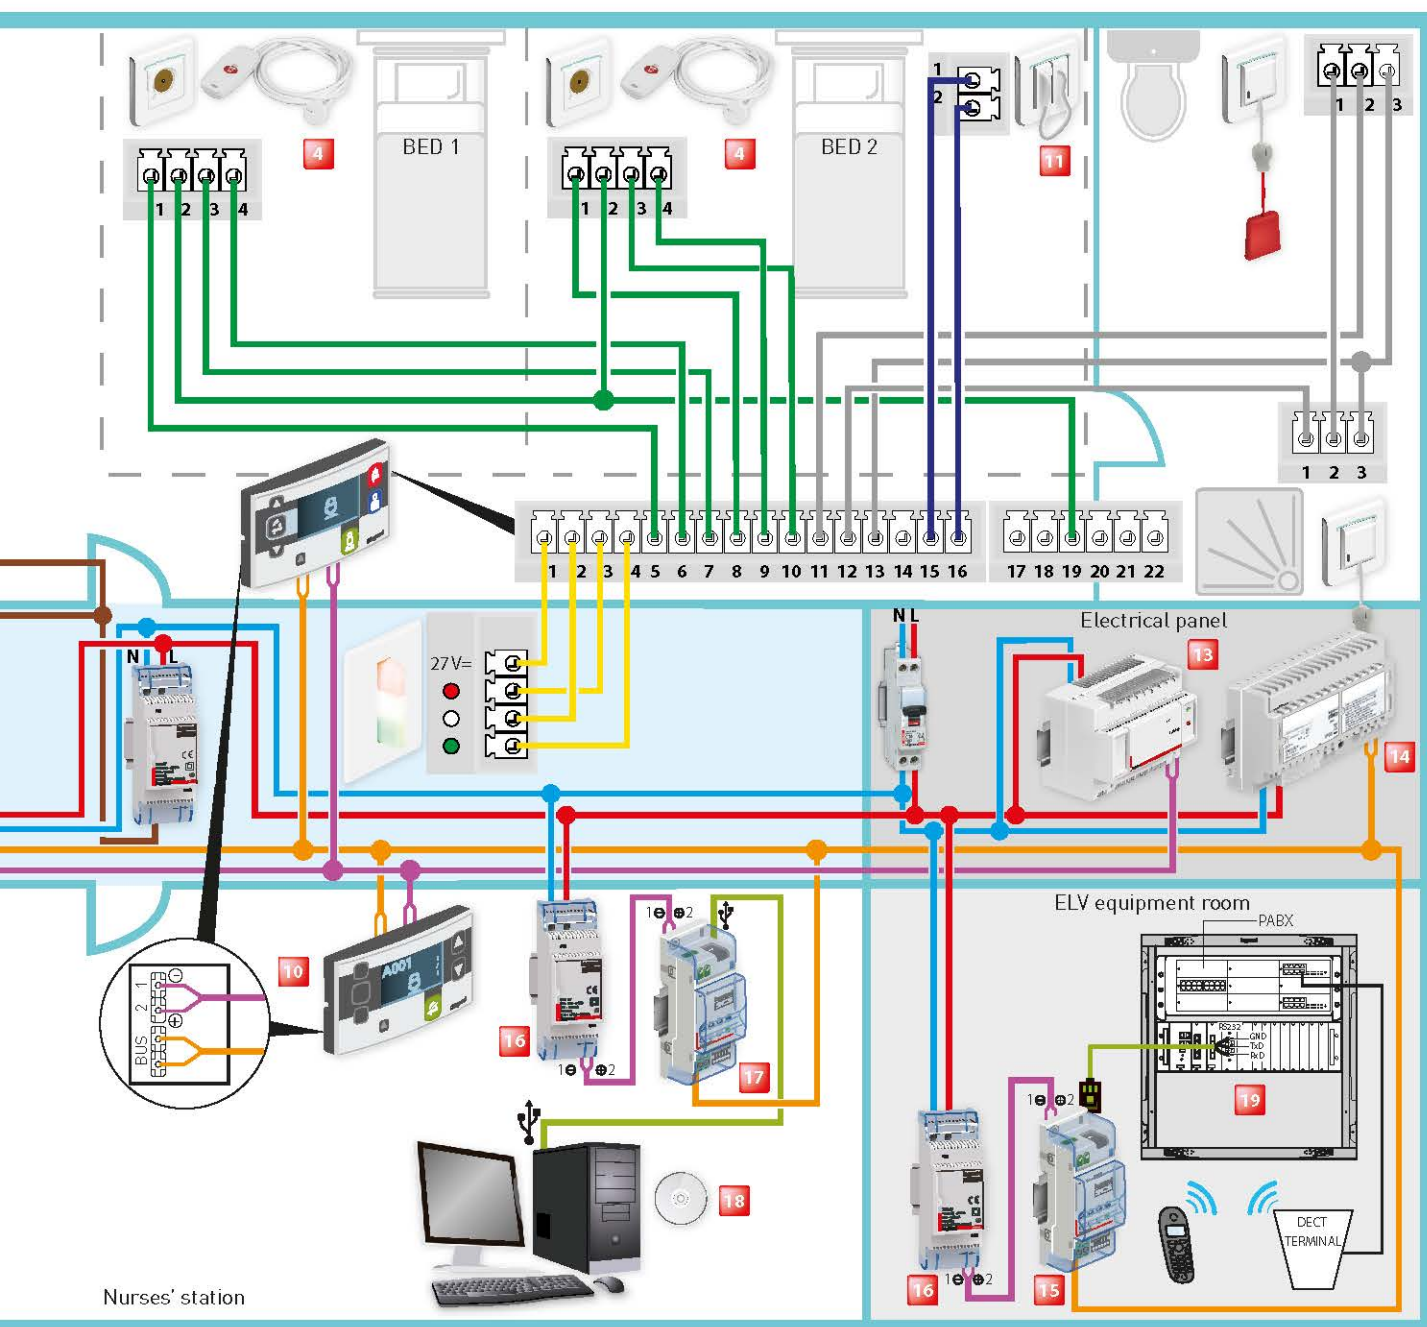 1
2
1 2 3
4
BED 1
4
BED 2
11
1 2 3 4
1 2 3 4
1 2 3
1 2 3 4 5 6 7 8 9 10 11 12 13 14 15 16
17 18 19 20 21 22
N L
Electrical panel
13
N L
27 V=
14
ELV equipment room
PABX
1 2
A001
10
1
2
BUS
RS232
GND
TxD
RxD
16
1 2
17
19
1 2
18
DECT
TERMINAL
1 2
16
15
Nurses' station